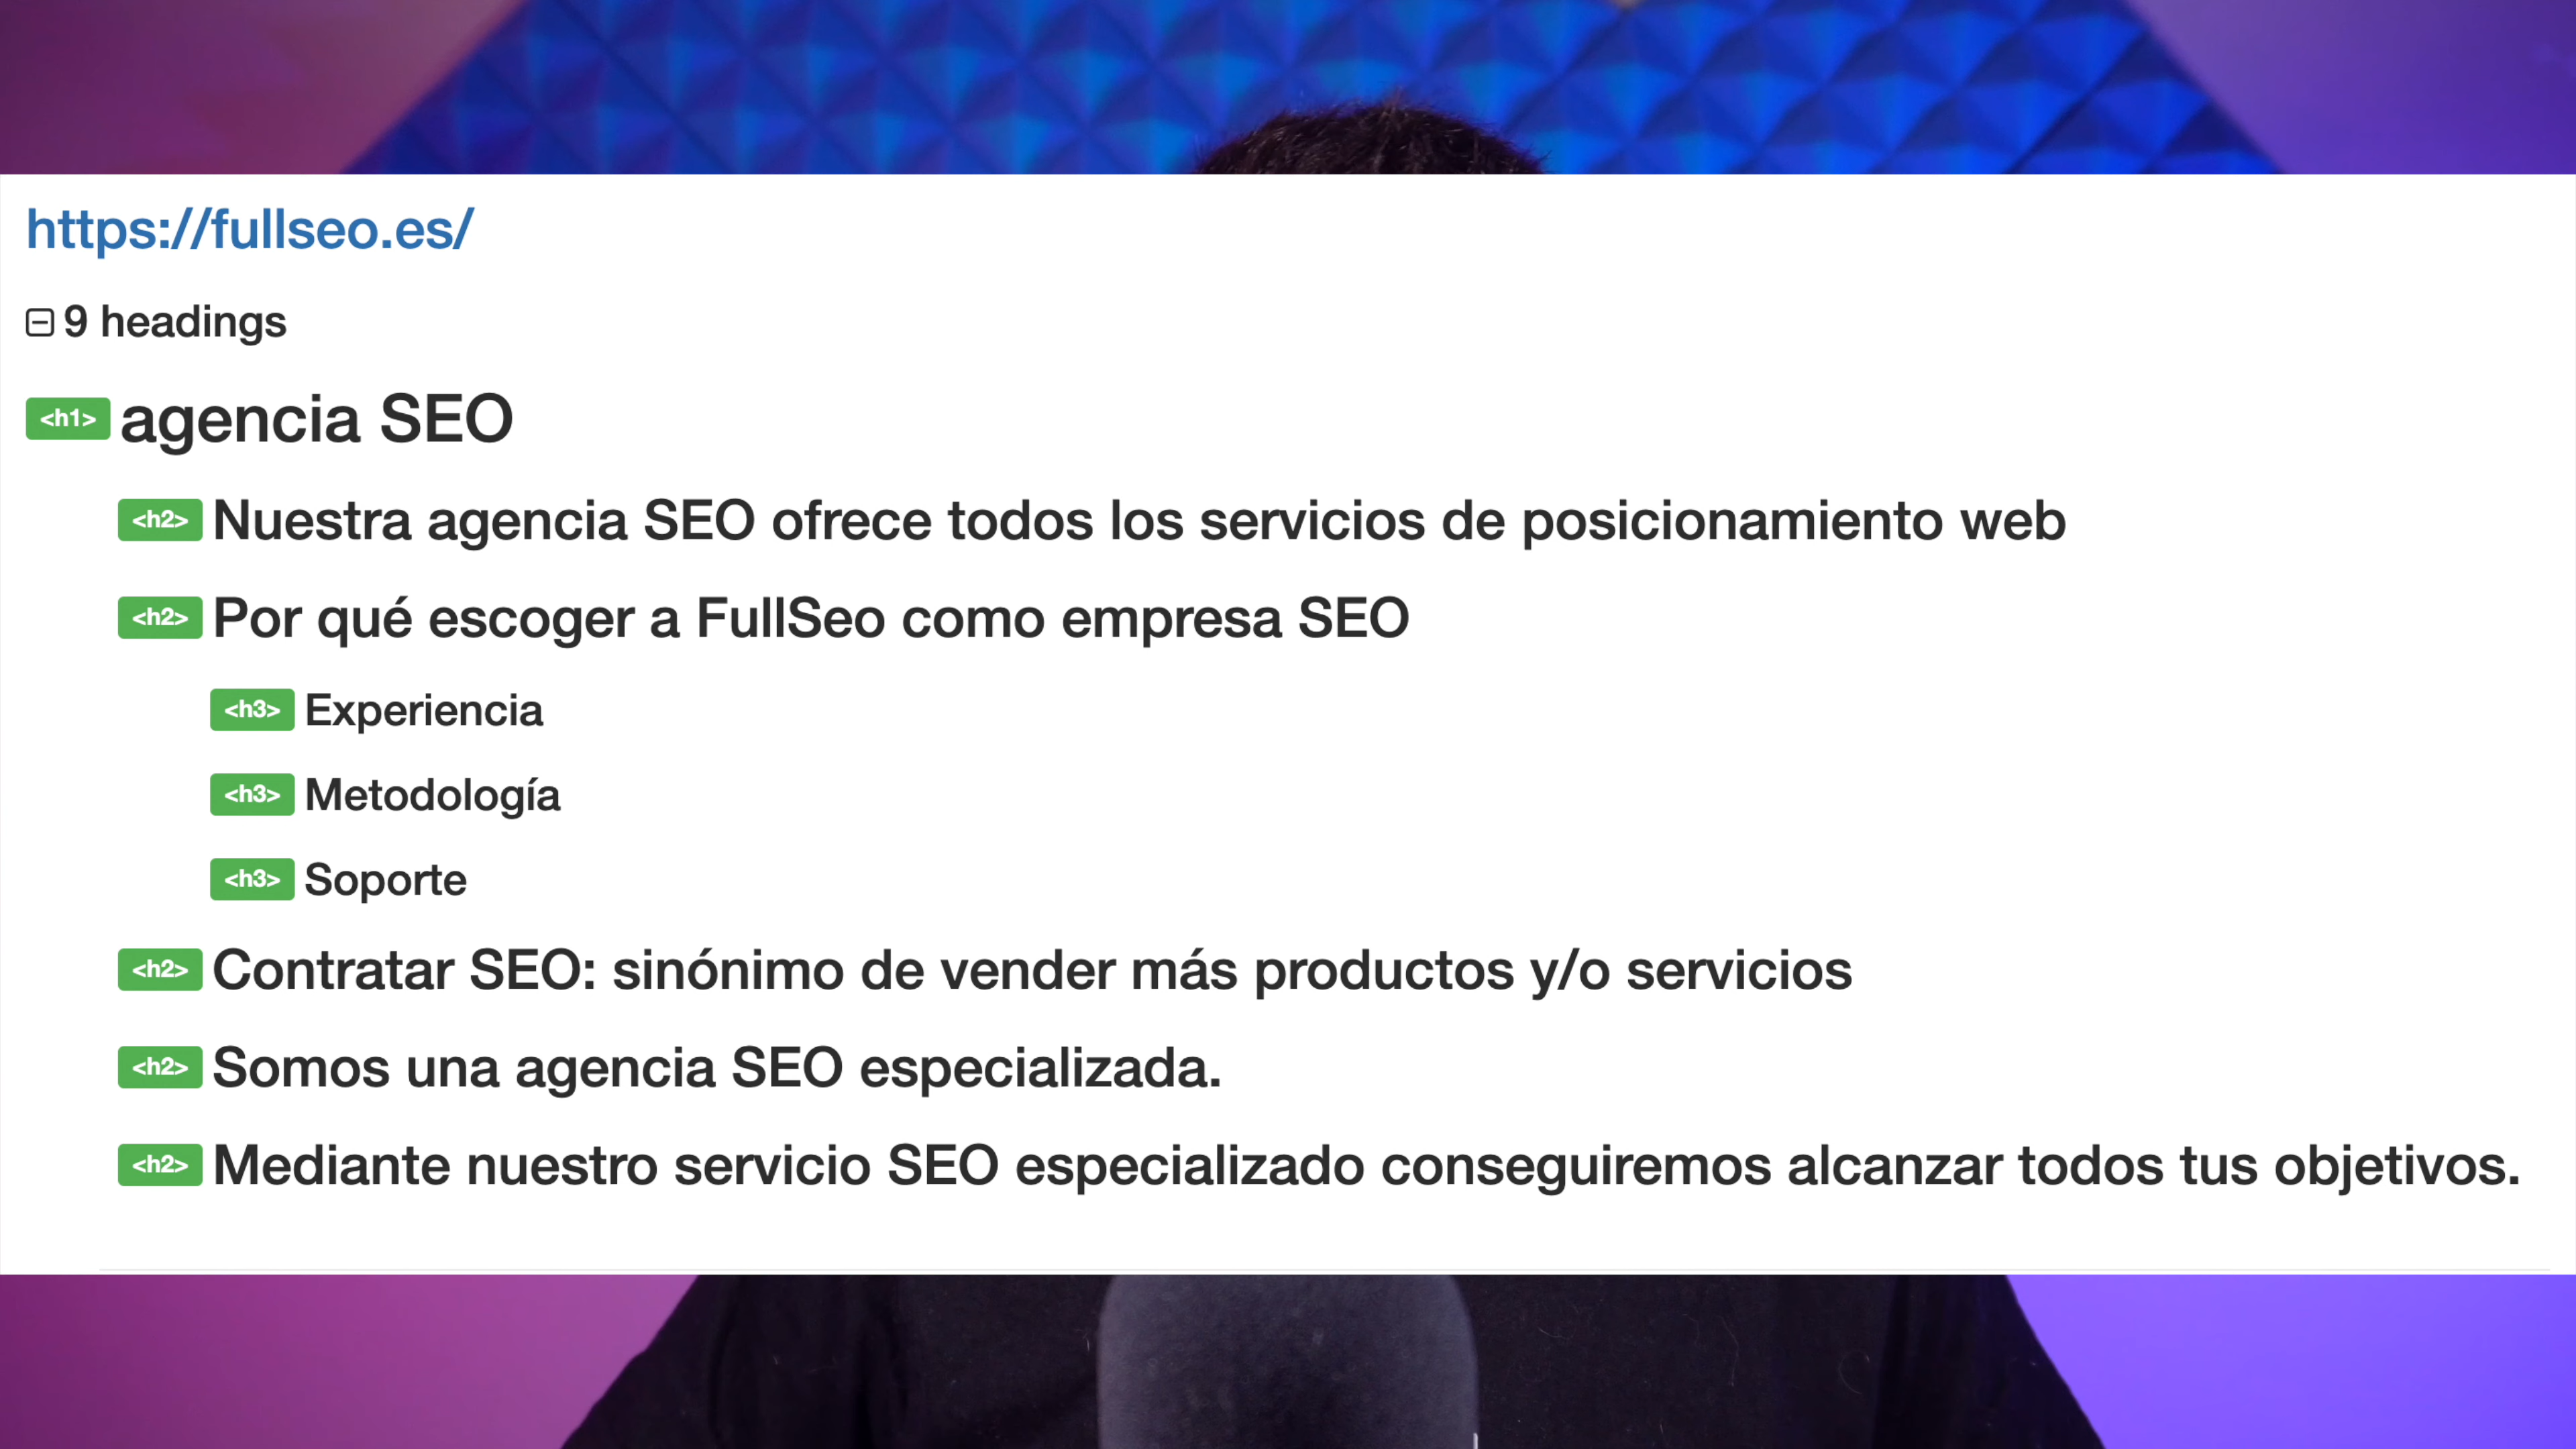 https://fullseo.es/
9 headings
<h1> agencia SEO
<h2> Nuestra agencia SEO ofrece todos los servicios de posicionamiento web
<h2> Por qué escoger a FullSeo como empresa SEO
<h3> Experiencia
<h3> Metodología
<h3> Soporte
<h2> Contratar SEO: sinónimo de vender más productos y/o servicios
<h2> Somos una agencia SEO especializada.
<h2> Mediante nuestro servicio SEO especializado conseguiremos alcanzar todos tus objetivos.